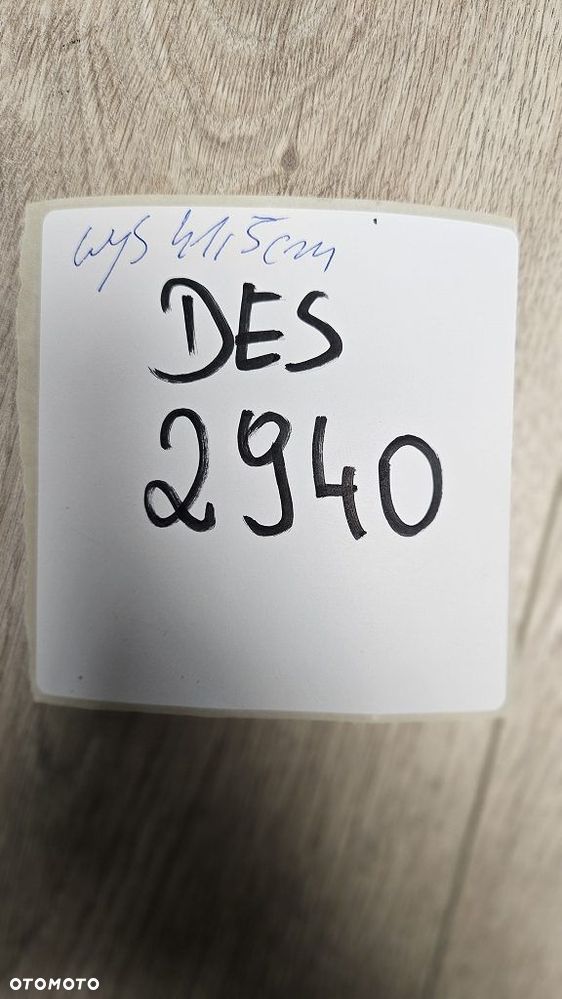 wys 41,5cm
DES
2940
OTOMOTO